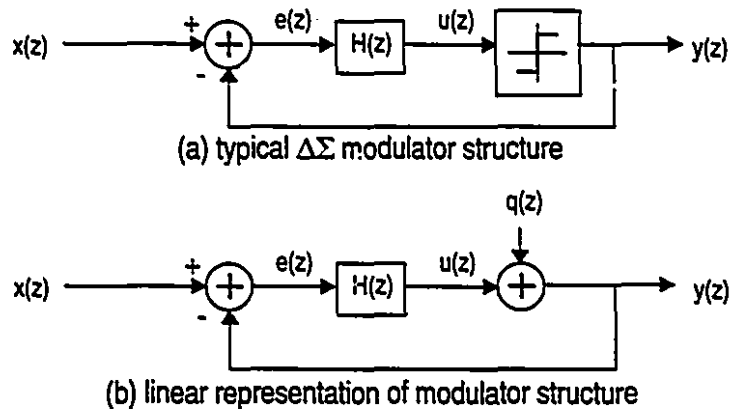 x(z) + - + e(z) H(z) u(z) y(z)
(a) typical ΔΣ modulator structure
q(z)
x(z) + - + e(z) H(z) u(z) + y(z)
(b) linear representation of modulator structure